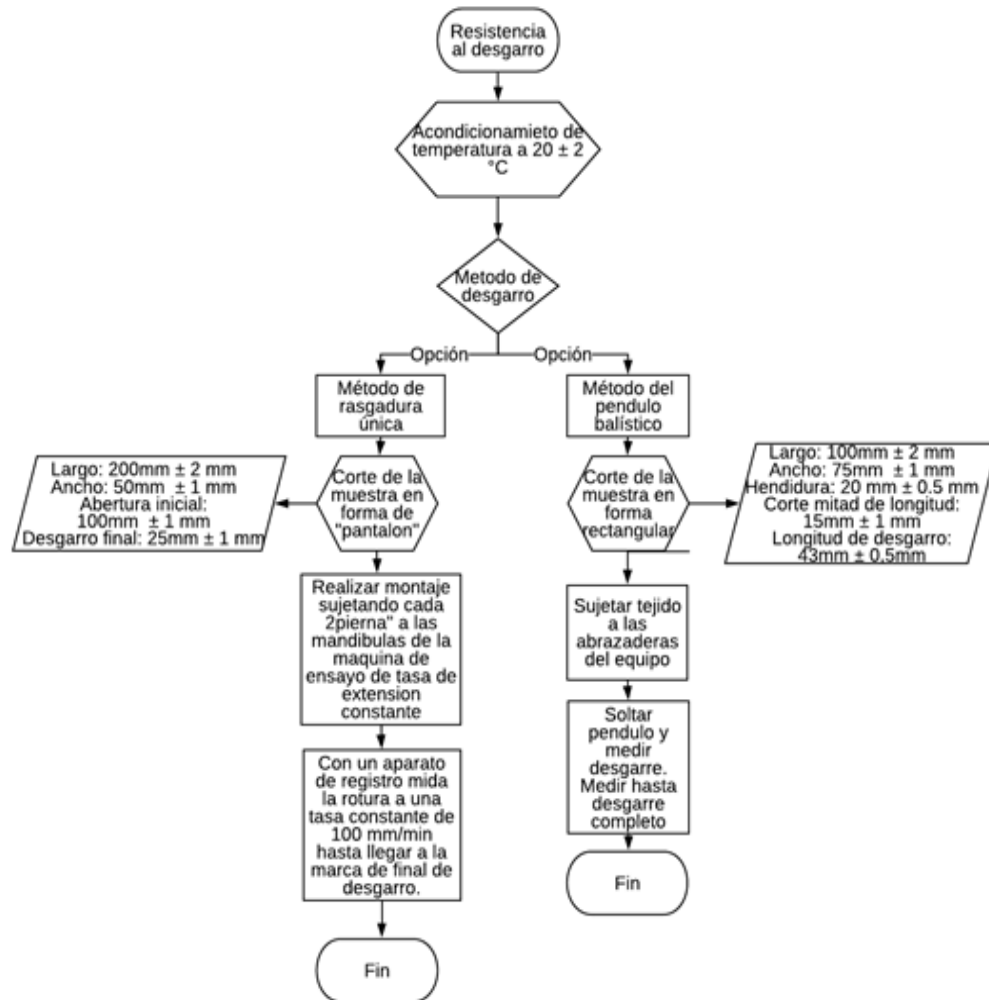 Resistencia
al desgarro
Acondicionamieto de
temperatura a 20 ± 2
°C
Metodo de
desgarro
Opción
Opción
Método de
rasgadura
única
Método del
pendulo
balístico
Largo: 200mm ± 2 mm
Ancho: 50mm ± 1 mm
Abertura inicial:
100mm ± 1 mm
Desgarro final: 25mm ± 1 mm
Corte de la
muestra en
forma de
"pantalon"
Corte de la
muestra en
forma
rectangular
Largo: 100mm ± 2 mm
Ancho: 75mm ± 1 mm
Hendidura: 20 mm ± 0.5 mm
Corte mitad de longitud:
15mm ± 1 mm
Longitud de desgarro:
43mm ± 0.5mm
Realizar montaje
sujetando cada
2pierna" a las
mandibulas de la
maquina de
ensayo de tasa de
extension
constante
Sujetar tejido
a las
abrazaderas
del equipo
Con un aparato
de registro mida
la rotura a una
tasa constante de
100 mm/min
hasta llegar a la
marca de final de
desgarro.
Soltar
pendulo y
medir
desgarre.
Medir hasta
desgarre
completo
Fin
Fin